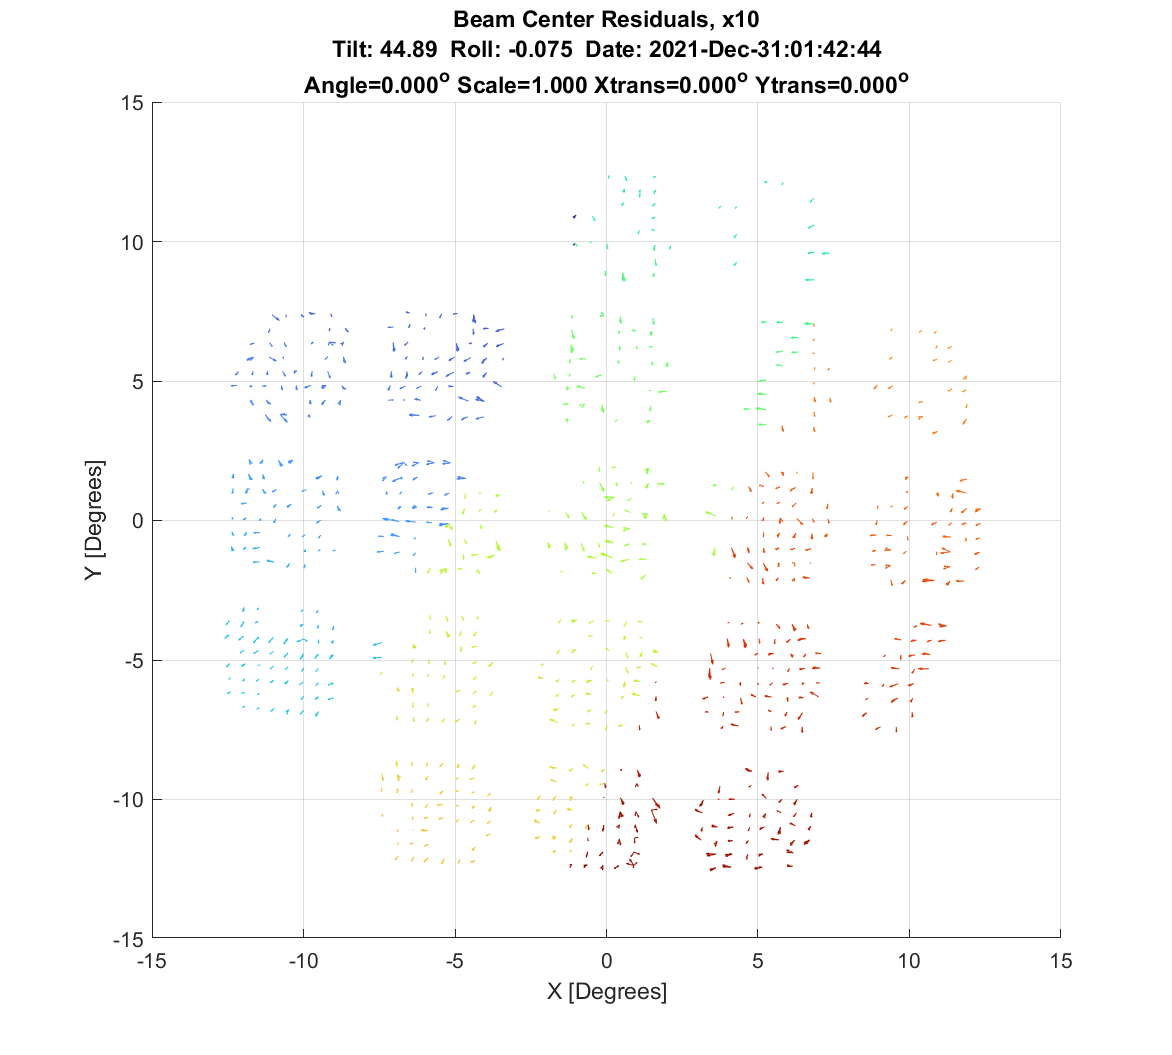 Beam Center Residuals, x10
Tilt: 44.89  Roll: -0.075  Date: 2021-Dec-31:01:42:44
Angle=0.000° Scale=1.000 Xtrans=0.000° Ytrans=0.000°
15
10
5
0
-5
-10
-15
Y [Degrees]
-15 -10 -5 0 5 10 15
X [Degrees]